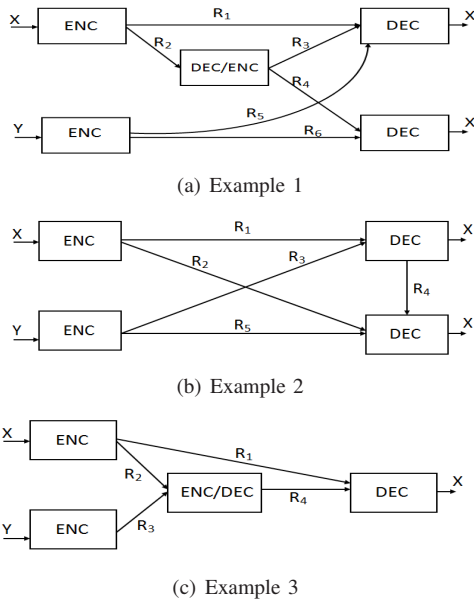 X ENC R₁ DEC X
R₂ R₃
DEC/ENC
R₄
R₅
Y ENC R₆ DEC X
(a) Example 1
X ENC R₁ DEC X
R₂ R₃
R₄
Y ENC R₅ DEC X
(b) Example 2
X ENC
R₁
R₂
ENC/DEC R₄ DEC X
Y ENC R₃
(c) Example 3